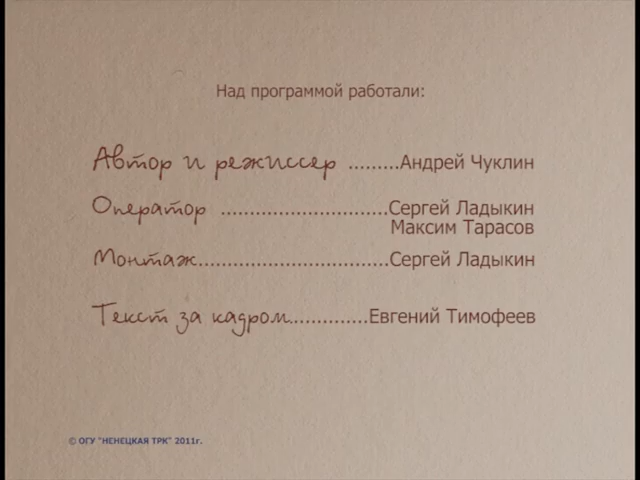 Над программой работали:
Автор и режиссер .........Андрей Чуклин
Оператор ..............................Сергей Ладыкин
Максим Тарасов
Монтаж..................................Сергей Ладыкин
Текст за кадром..............Евгений Тимофеев
© ОГУ "НЕНЕЦКАЯ ТРК" 2011г.